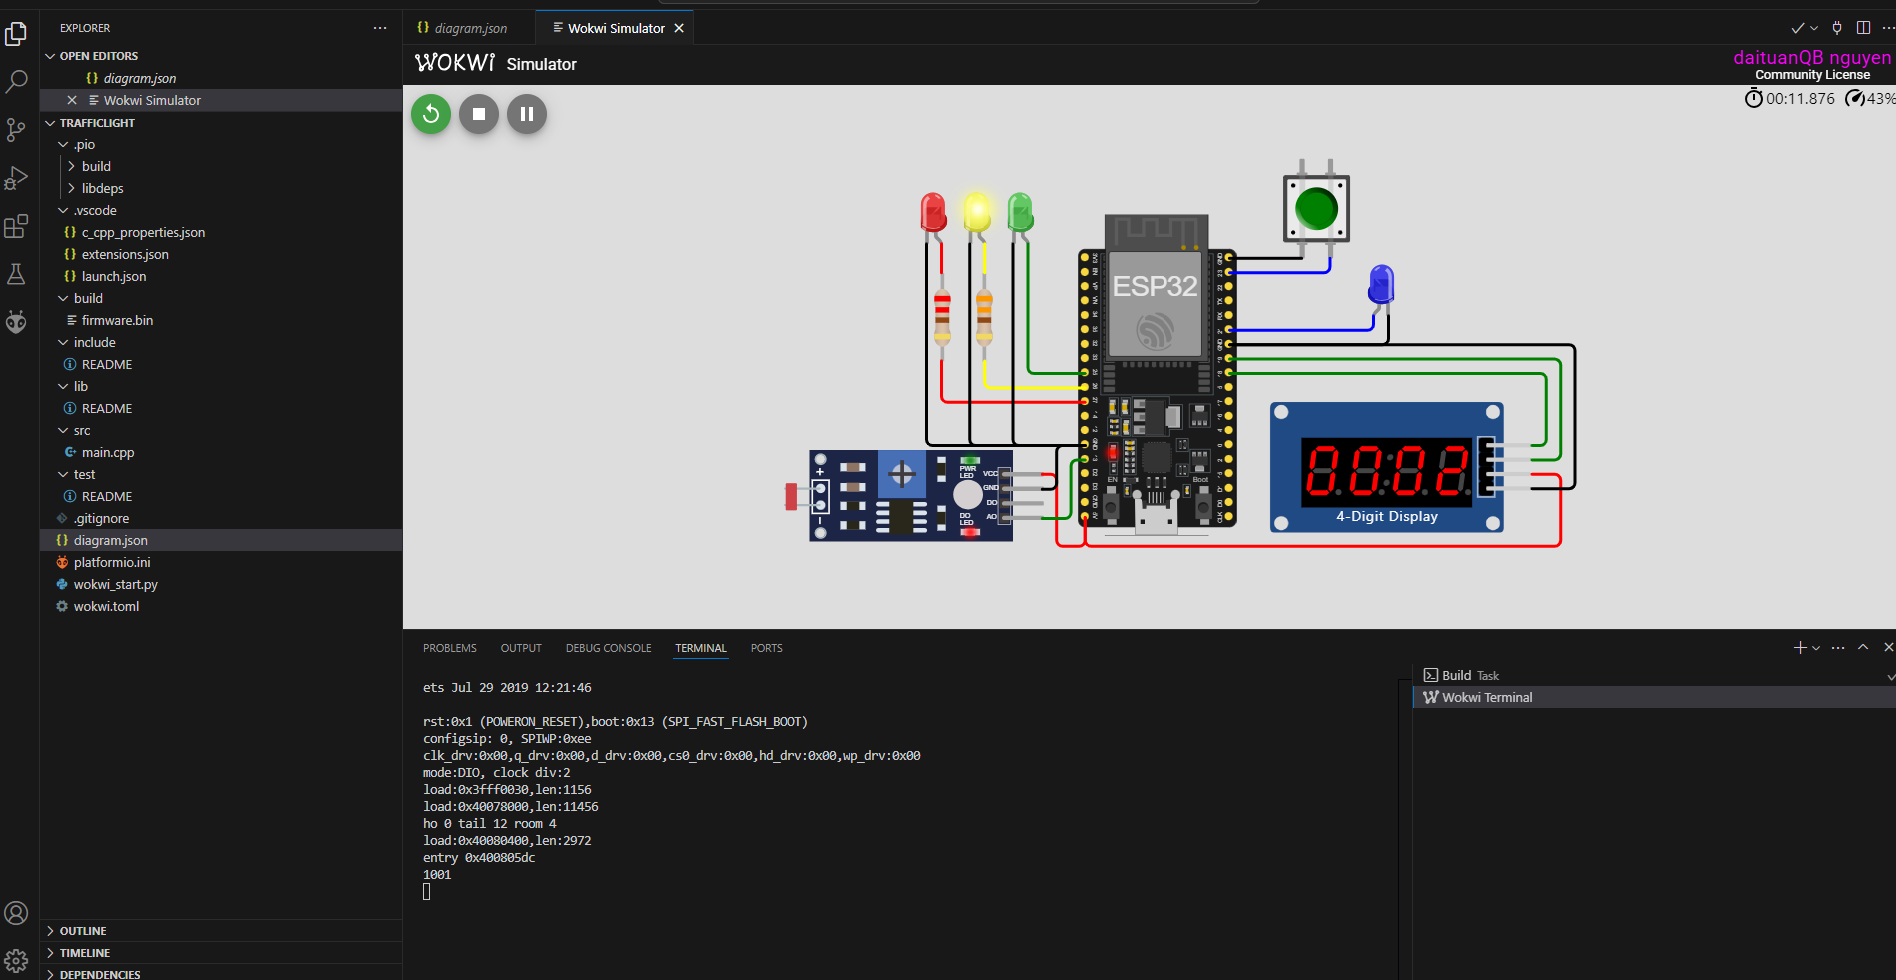 EXPLORER
OPEN EDITORS
{} diagram.json
Wokwi Simulator
TRAFFICLIGHT
.pio
build
libdeps
.vscode
{} c_cpp_properties.json
{} extensions.json
{} launch.json
build
firmware.bin
include
README
lib
README
src
main.cpp
test
README
.gitignore
{} diagram.json
platformio.ini
wokwi_start.py
wokwi.toml
OUTLINE
TIMELINE
DEPENDENCIES
{} diagram.json
Wokwi Simulator
WOKWi Simulator
daituanQB nguyen
Community License
00:11.876 43%
ESP32
EN
Boot
PWR
LED
VCC
GND
DO
AO
DO
LED
+
0002
4-Digit Display
PROBLEMS OUTPUT DEBUG CONSOLE TERMINAL PORTS
ets Jul 29 2019 12:21:46
rst:0x1 (POWERON_RESET),boot:0x13 (SPI_FAST_FLASH_BOOT)
configsip: 0, SPIWP:0xee
clk_drv:0x00,q_drv:0x00,d_drv:0x00,cs0_drv:0x00,hd_drv:0x00,wp_drv:0x00
mode:DIO, clock div:2
load:0x3fff0030,len:1156
load:0x40078000,len:11456
ho 0 tail 12 room 4
load:0x40080400,len:2972
entry 0x400805dc
1001
Build Task
Wokwi Terminal